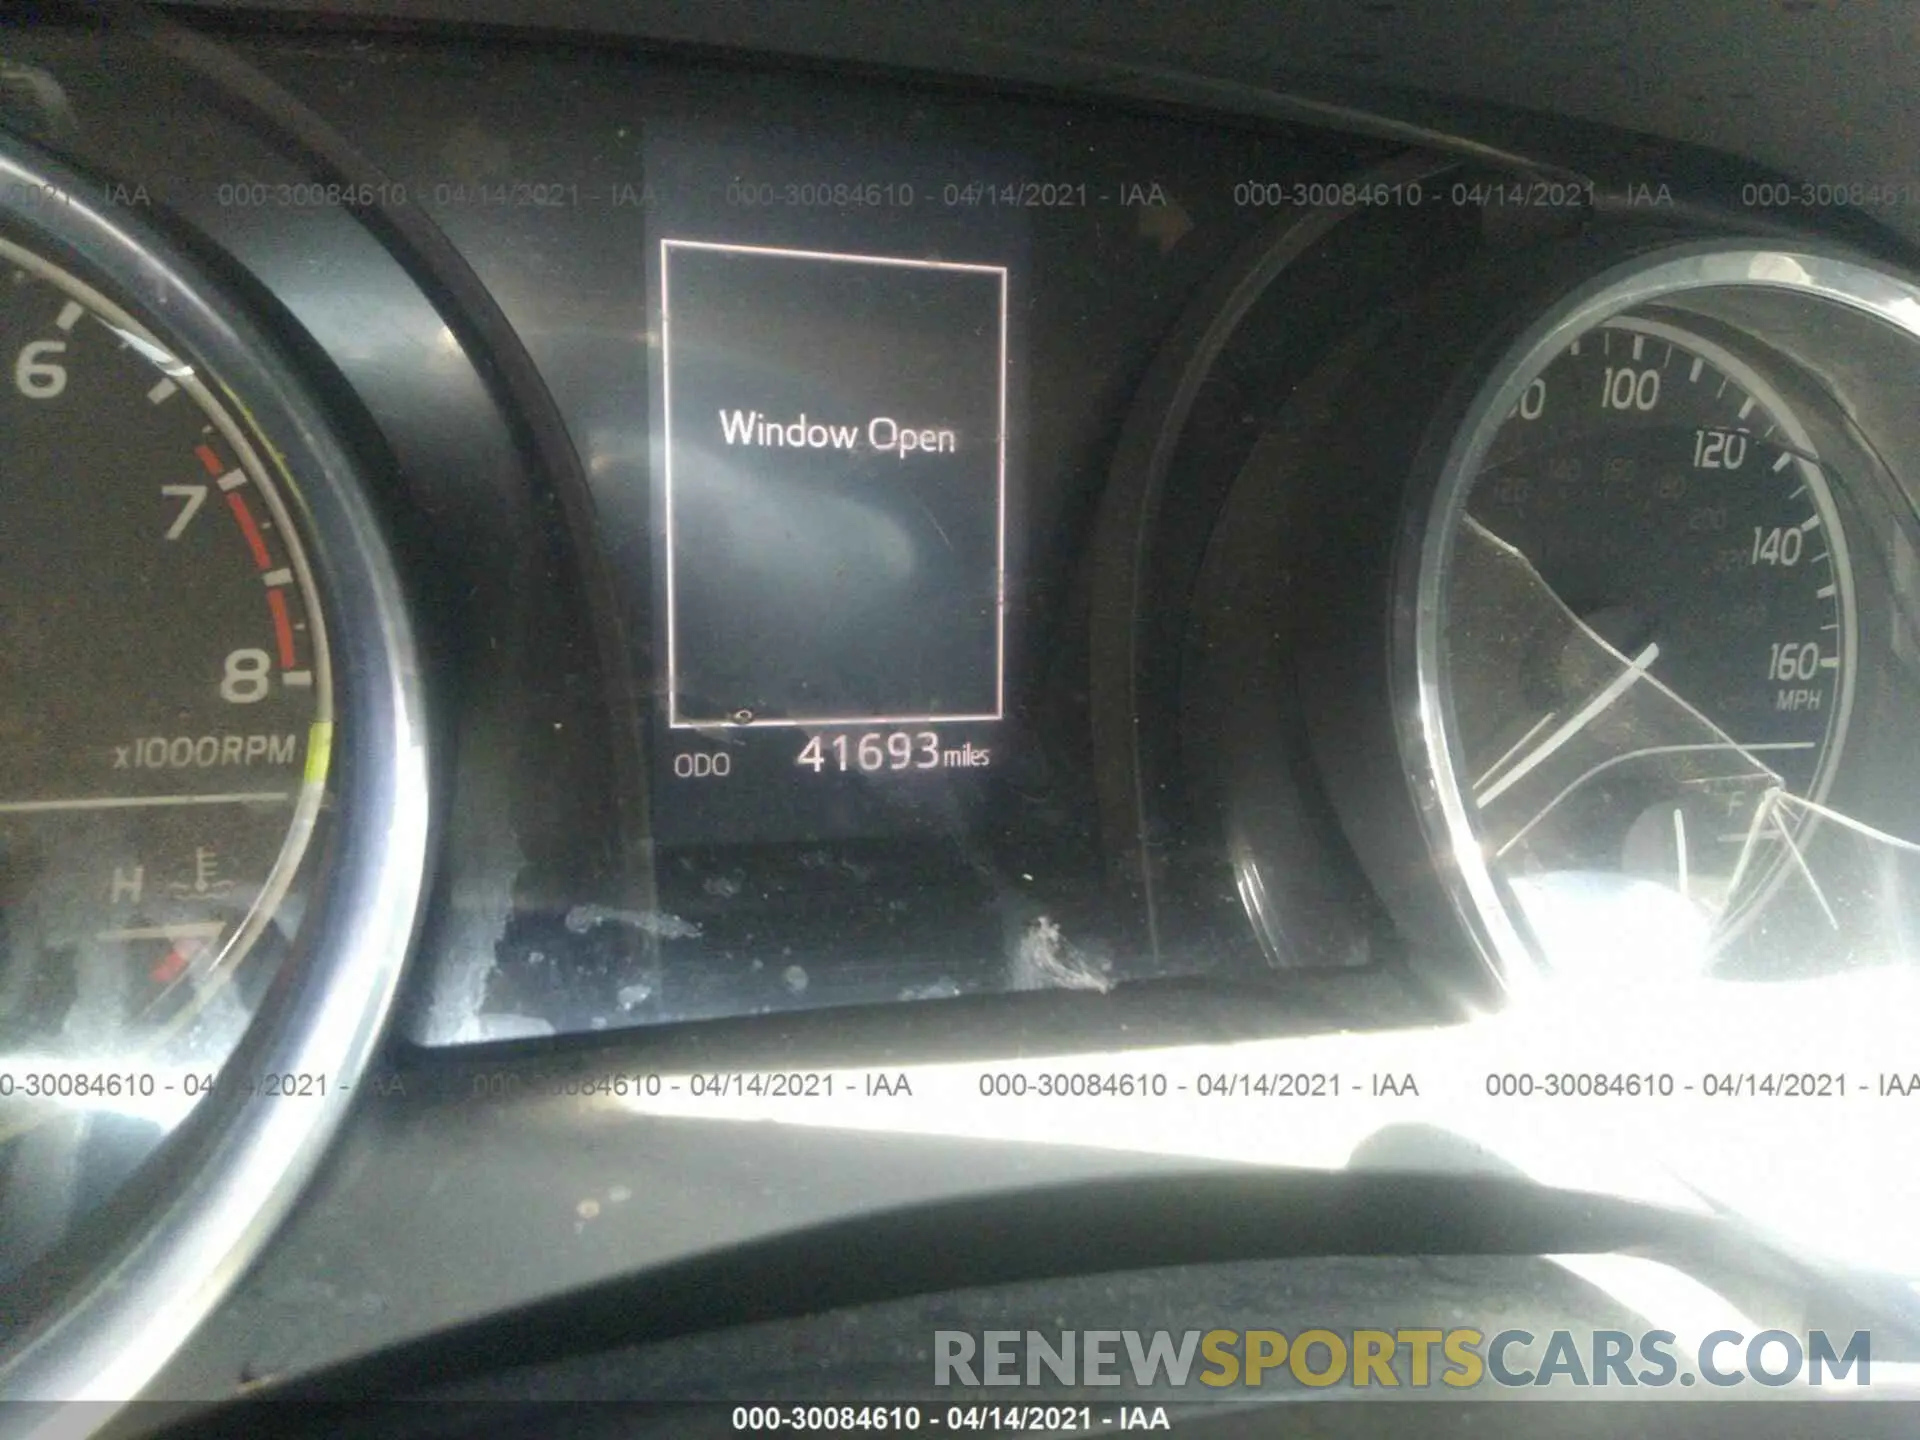 000-30084610 - 04/14/2021 - IAA 000-30084610 - 04/14/2021 - IAA 000-30084610 - 04/14/2021 - IAA
Window Open
ODO 41693 miles
6
7
8
x1000RPM
H
100
120
140
160
MPH
F
000-30084610 - 04/14/2021 - IAA 000-30084610 - 04/14/2021 - IAA
RENEWSPORTSCARS.COM
000-30084610 - 04/14/2021 - IAA